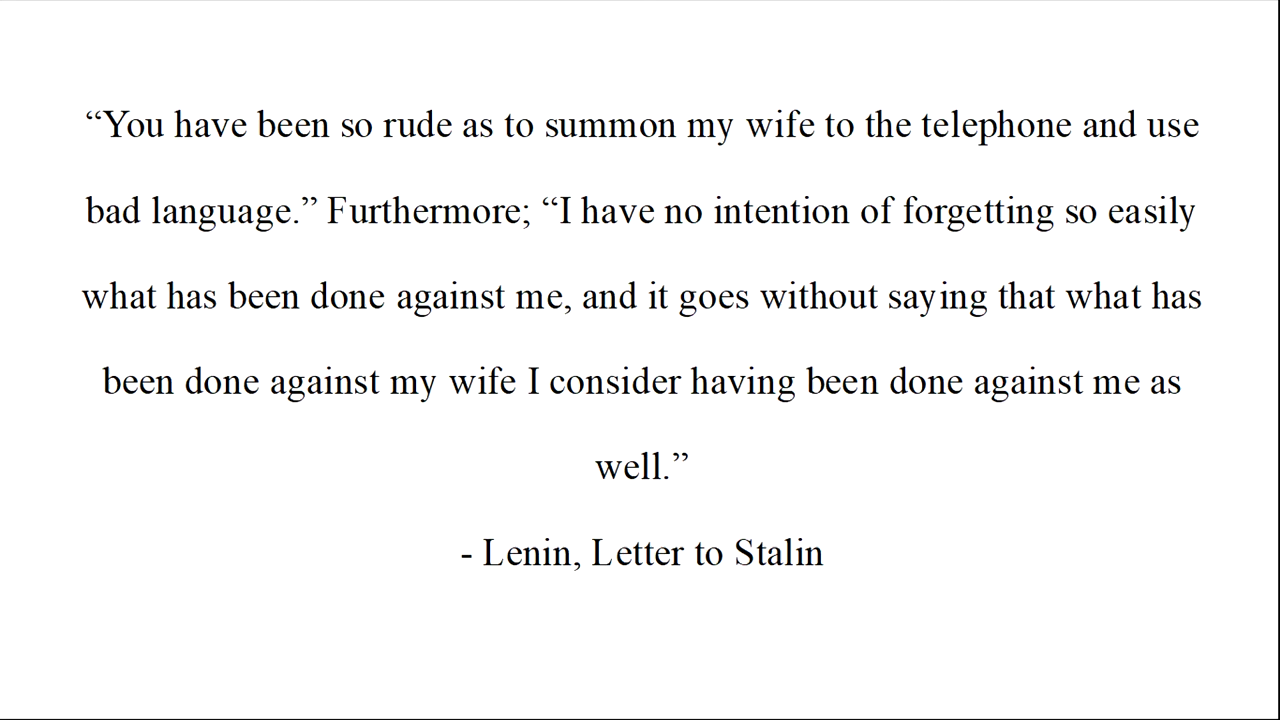 “You have been so rude as to summon my wife to the telephone and use
bad language.” Furthermore; “I have no intention of forgetting so easily
what has been done against me, and it goes without saying that what has
been done against my wife I consider having been done against me as
well.”
- Lenin, Letter to Stalin